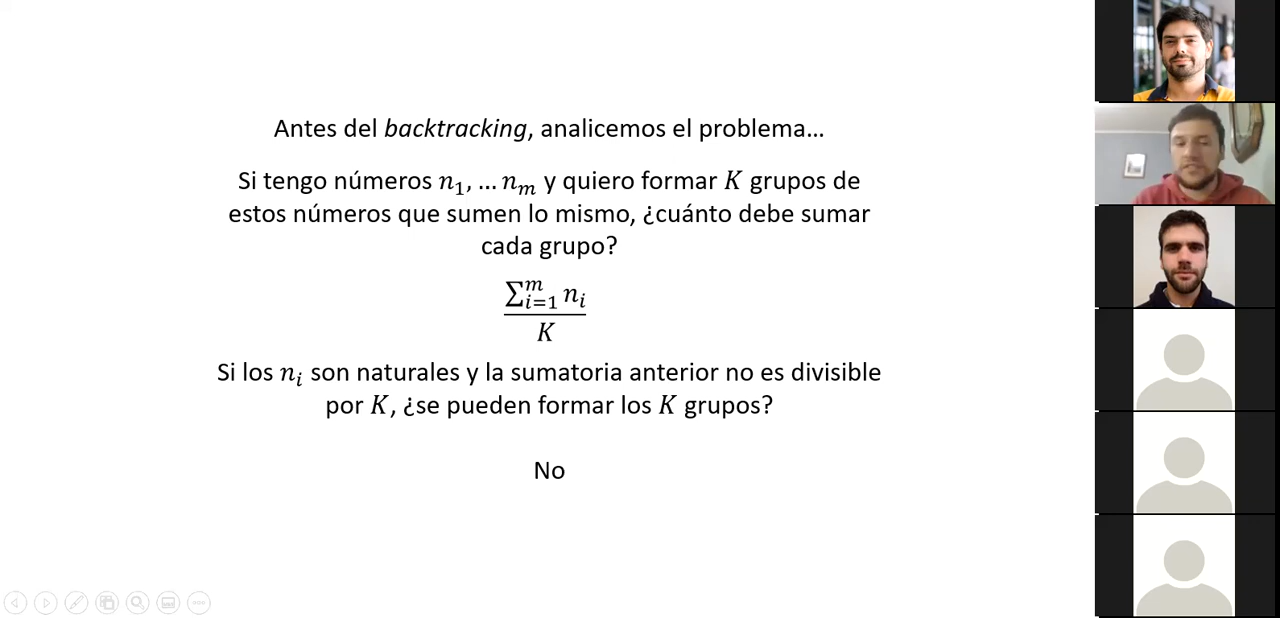 Antes del backtracking, analicemos el problema...
Si tengo números n₁, ... nₘ y quiero formar K grupos de
estos números que sumen lo mismo, ¿cuánto debe sumar
cada grupo?
∑ᵢ₌₁ᵐ nᵢ
K
Si los nᵢ son naturales y la sumatoria anterior no es divisible
por K, ¿se pueden formar los K grupos?
No